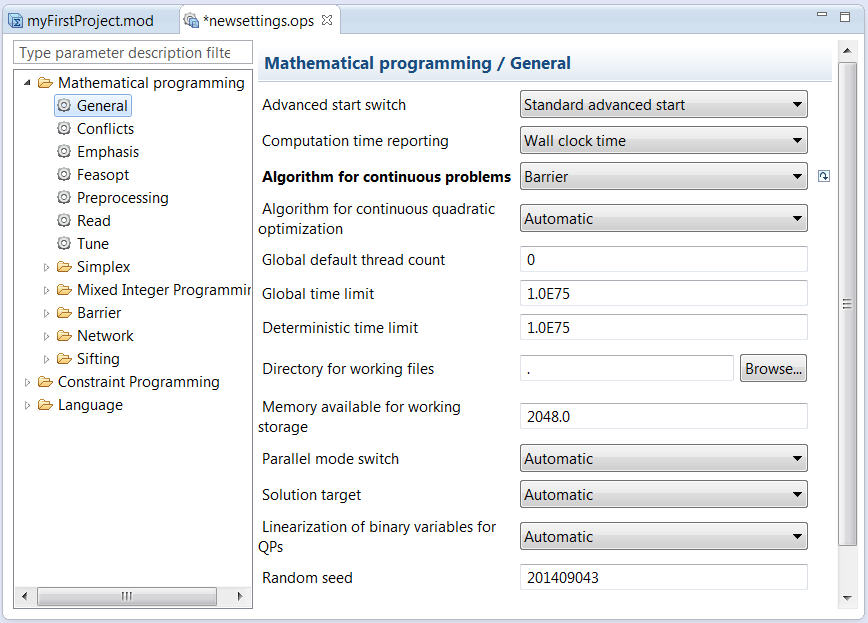 myFirstProject.mod
*newsettings.ops
Type parameter description filte
Mathematical programming
General
Conflicts
Emphasis
Feasopt
Preprocessing
Read
Tune
Simplex
Mixed Integer Programmin
Barrier
Network
Sifting
Constraint Programming
Language
Mathematical programming / General
Advanced start switch
Standard advanced start
Computation time reporting
Wall clock time
Algorithm for continuous problems
Barrier
Algorithm for continuous quadratic
optimization
Automatic
Global default thread count
0
Global time limit
1.0E75
Deterministic time limit
1.0E75
Directory for working files
.
Browse...
Memory available for working
storage
2048.0
Parallel mode switch
Automatic
Solution target
Automatic
Linearization of binary variables for
QPs
Automatic
Random seed
201409043